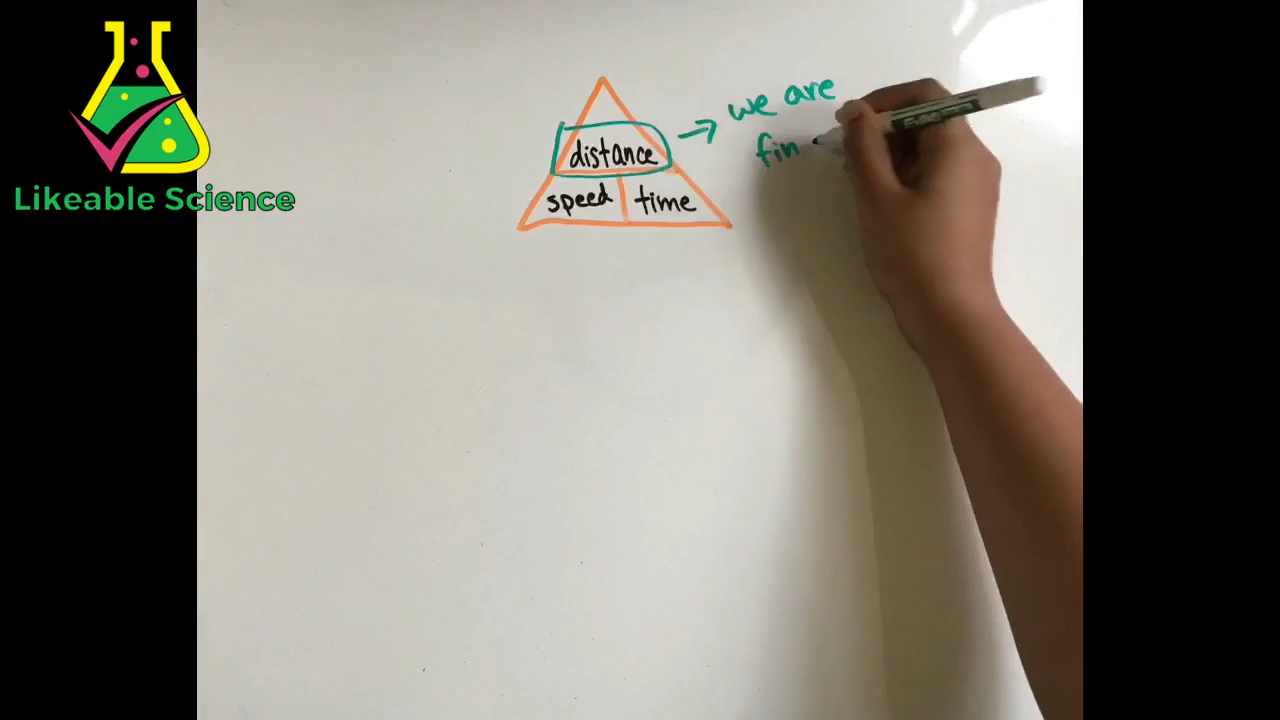 Likeable Science
distance
speed time
we are
fin